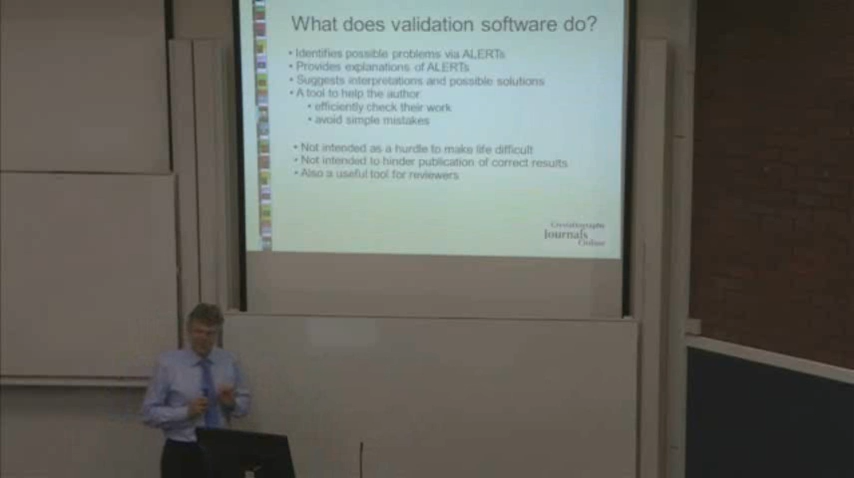 What does validation software do?
• Identifies possible problems via ALERTs
• Provides explanations of ALERTs
• Suggests interpretations and possible solutions
• A tool to help the author:
• efficiently check their work
• avoid simple mistakes
• Not intended as a hurdle to make life difficult
• Not intended to hinder publication of correct results
• Also a useful tool for reviewers
Crystallography
Journals
Online